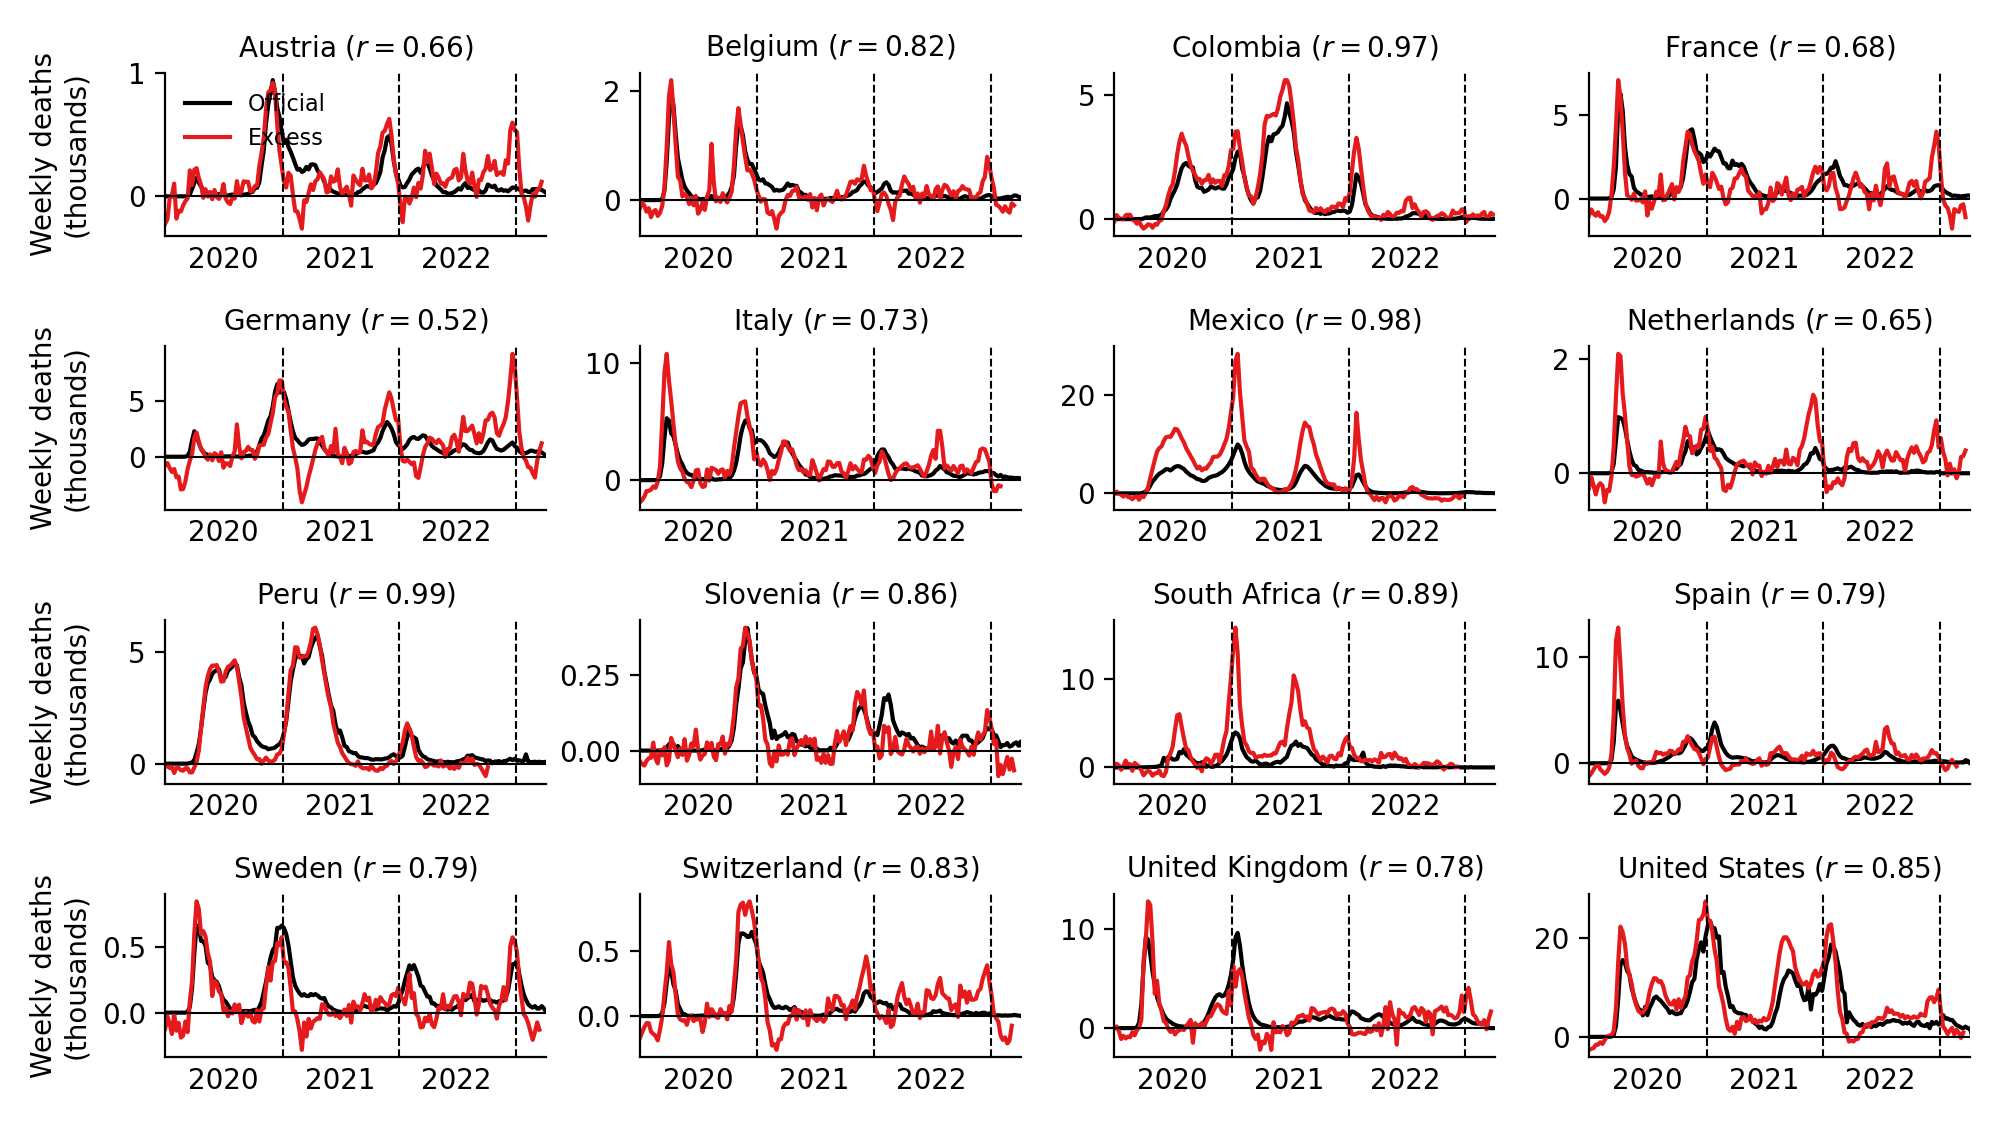 Austria (r = 0.66)
Belgium (r = 0.82)
Colombia (r = 0.97)
France (r = 0.68)
Weekly deaths
(thousands)
1
0
Official
Excess
2
0
5
0
5
0
2020 2021 2022
2020 2021 2022
2020 2021 2022
2020 2021 2022
Germany (r = 0.52)
Italy (r = 0.73)
Mexico (r = 0.98)
Netherlands (r = 0.65)
Weekly deaths
(thousands)
5
0
10
0
20
0
2
0
2020 2021 2022
2020 2021 2022
2020 2021 2022
2020 2021 2022
Peru (r = 0.99)
Slovenia (r = 0.86)
South Africa (r = 0.89)
Spain (r = 0.79)
Weekly deaths
(thousands)
5
0
0.25
0.00
10
0
10
0
2020 2021 2022
2020 2021 2022
2020 2021 2022
2020 2021 2022
Sweden (r = 0.79)
Switzerland (r = 0.83)
United Kingdom (r = 0.78)
United States (r = 0.85)
Weekly deaths
(thousands)
0.5
0.0
0.5
0.0
10
0
20
0
2020 2021 2022
2020 2021 2022
2020 2021 2022
2020 2021 2022